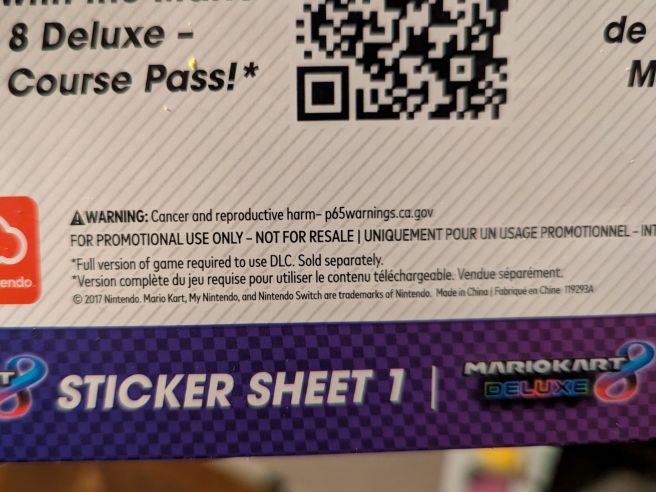 8 Deluxe –
Course Pass!*
de
M
endo
⚠WARNING: Cancer and reproductive harm– p65warnings.ca.gov
FOR PROMOTIONAL USE ONLY – NOT FOR RESALE | UNIQUEMENT POUR UN USAGE PROMOTIONNEL – INT
*Full version of game required to use DLC. Sold separately.
*Version complète du jeu requise pour utiliser le contenu téléchargeable. Vendue séparément.
© 2017 Nintendo. Mario Kart, My Nintendo, and Nintendo Switch are trademarks of Nintendo. Made in China | Fabriqué en Chine 119293A
T 8 STICKER SHEET 1 | MARIOKART 8
DELUXE